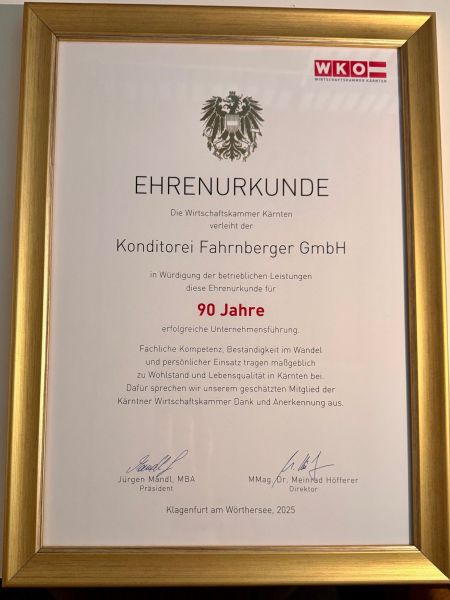 WKO
WIRTSCHAFTSKAMMER KÄRNTEN
EHRENURKUNDE
Die Wirtschaftskammer Kärnten
verleiht der
Konditorei Fahrnberger GmbH
in Würdigung der betrieblichen Leistungen
diese Ehrenurkunde für
90 Jahre
erfolgreiche Unternehmensführung.
Fachliche Kompetenz, Beständigkeit im Wandel
und persönlicher Einsatz tragen maßgeblich
zu Wohlstand und Lebensqualität in Kärnten bei.
Dafür sprechen wir unserem geschätzten Mitglied der
Kärntner Wirtschaftskammer Dank und Anerkennung aus.
Jürgen Mandl, MBA
Präsident
MMag. Dr. Meinrad Höfferer
Direktor
Klagenfurt am Wörthersee, 2025